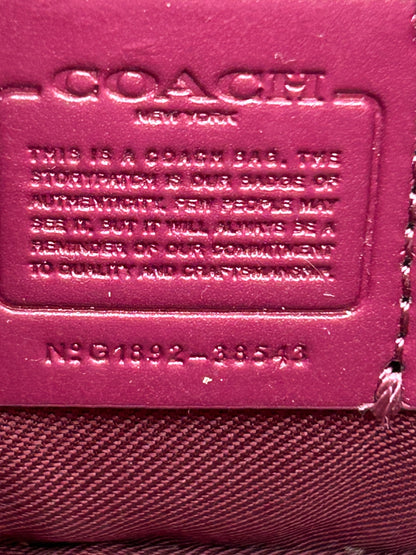 COACH
NEW YORK
THIS IS A COACH BAG. THE
STORYPATCH IS OUR BADGE OF
AUTHENTICITY. FEW PEOPLE MAY
SEE IT, BUT IT WILL ALWAYS BE A
REMINDER OF OUR COMMITMENT
TO QUALITY AND CRAFTSMANSHIP.
Nº G1892-38543